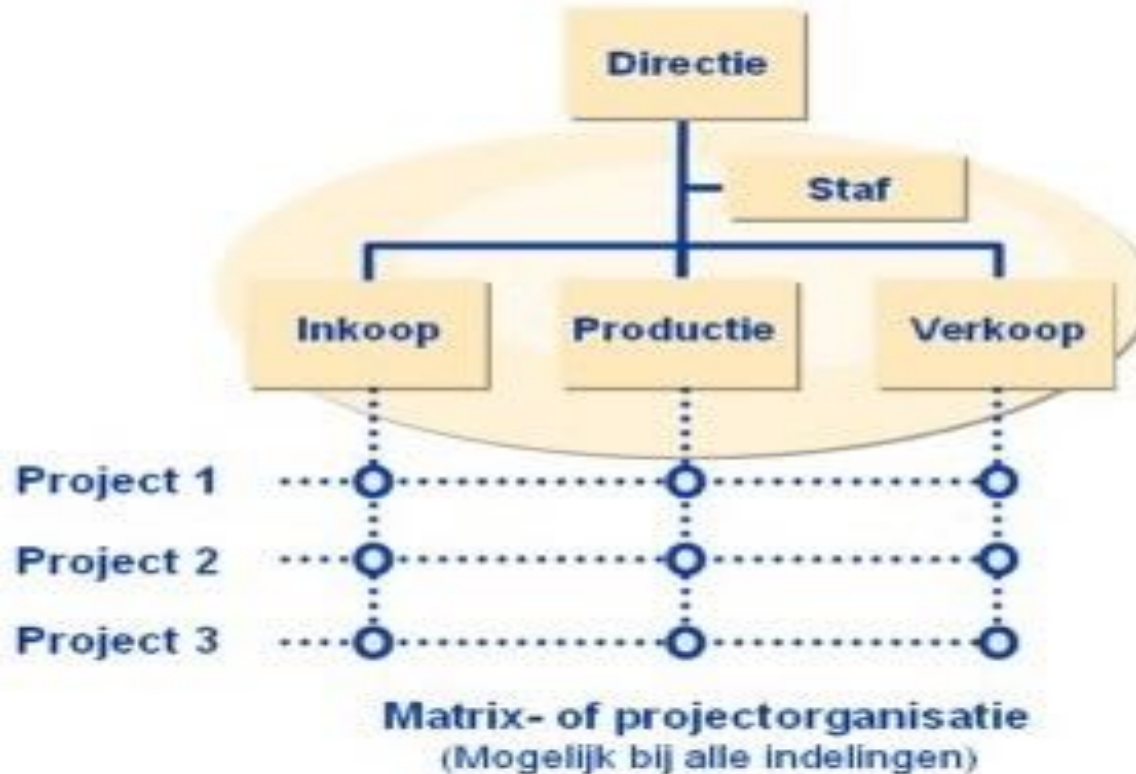 Directie
Staf
Inkoop
Productie
Verkoop
Project 1
Project 2
Project 3
Matrix- of projectorganisatie
(Mogelijk bij alle indelingen)